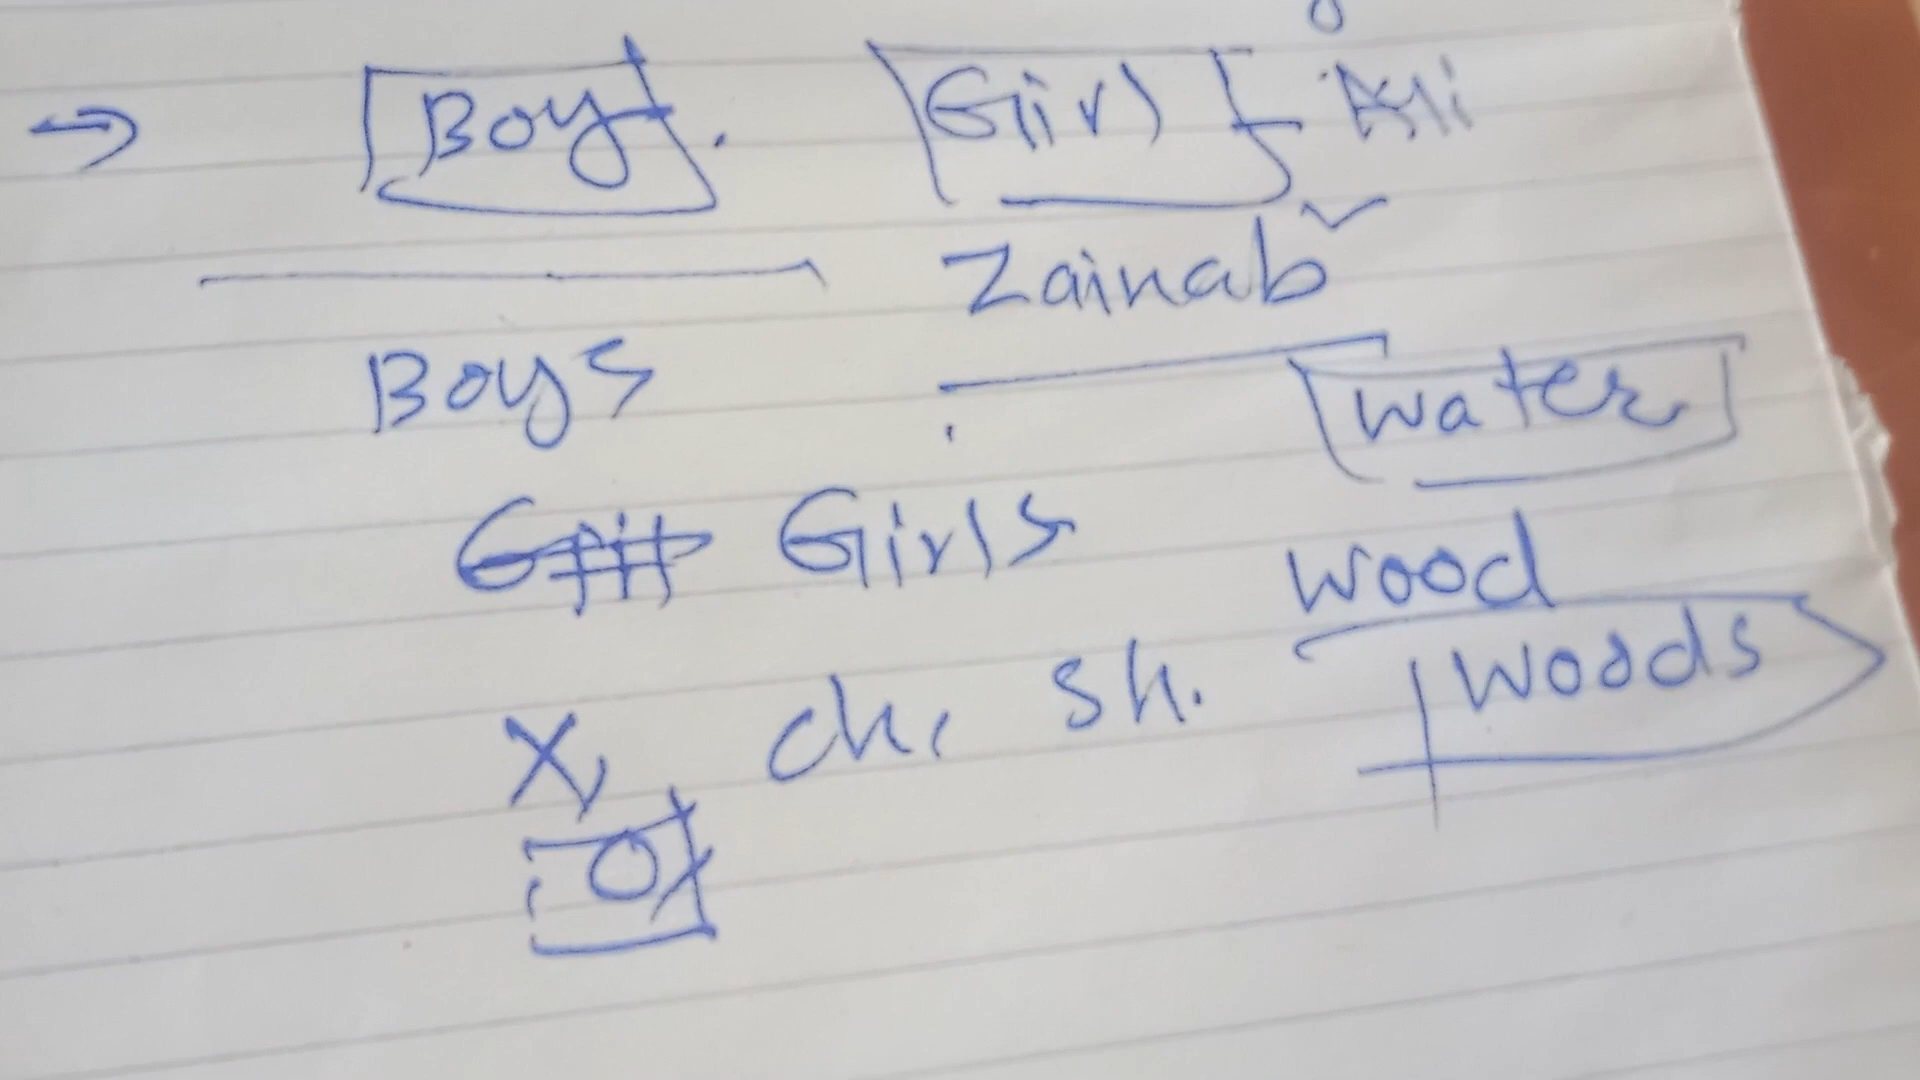 → Boy. Girl Ali
Zainab
Boys water
Girls wood
x, ch, sh. woods
O